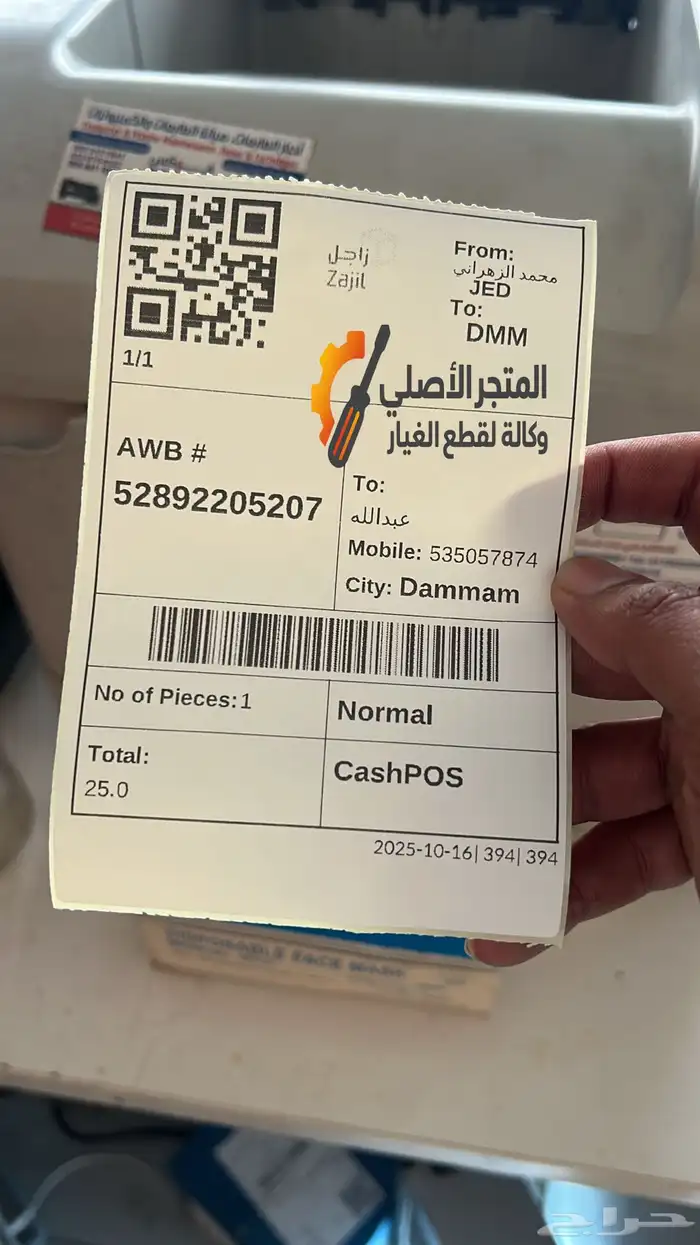 زاجل
Zajil
From:
محمد الزهراني
JED
To:
DMM
1/1
المتجر الأصلي
وكالة لقطع الغيار
AWB #
52892205207
To:
عبدالله
Mobile: 535057874
City: Dammam
No of Pieces:1
Normal
Total:
25.0
CashPOS
2025-10-16| 394| 394
حراج